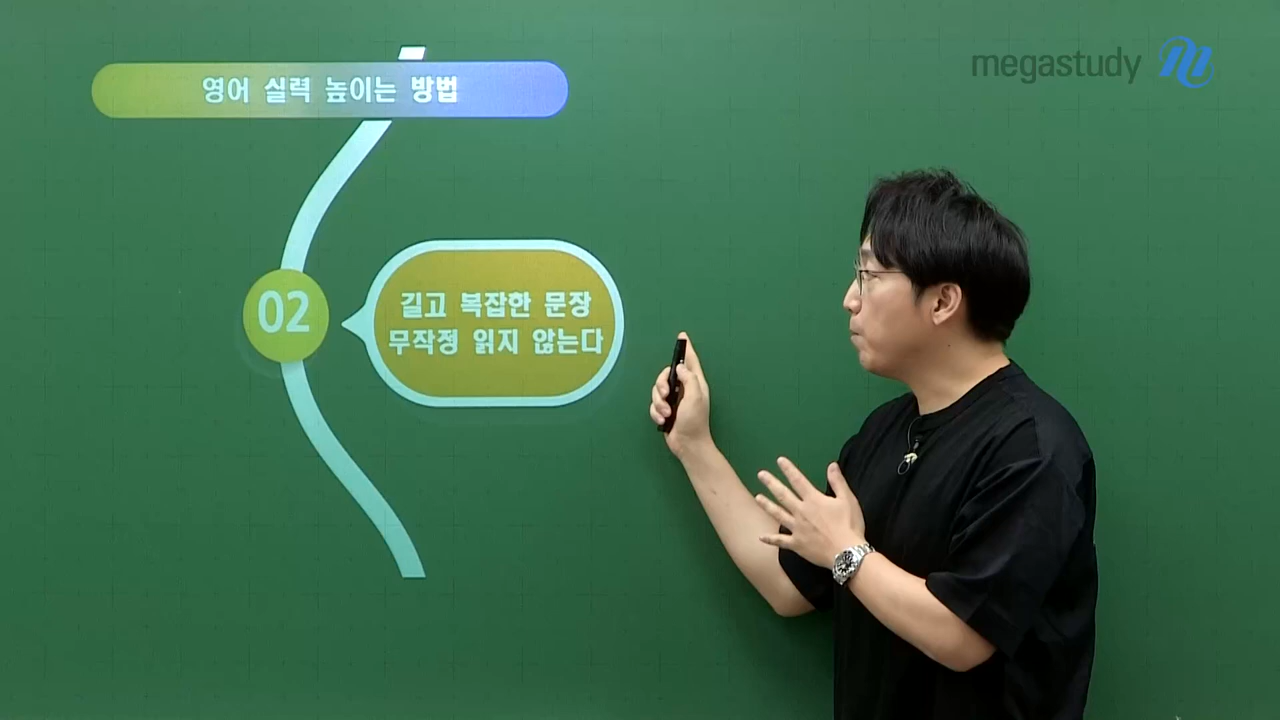 megastudy
영어 실력 높이는 방법
02
길고 복잡한 문장
무작정 읽지 않는다